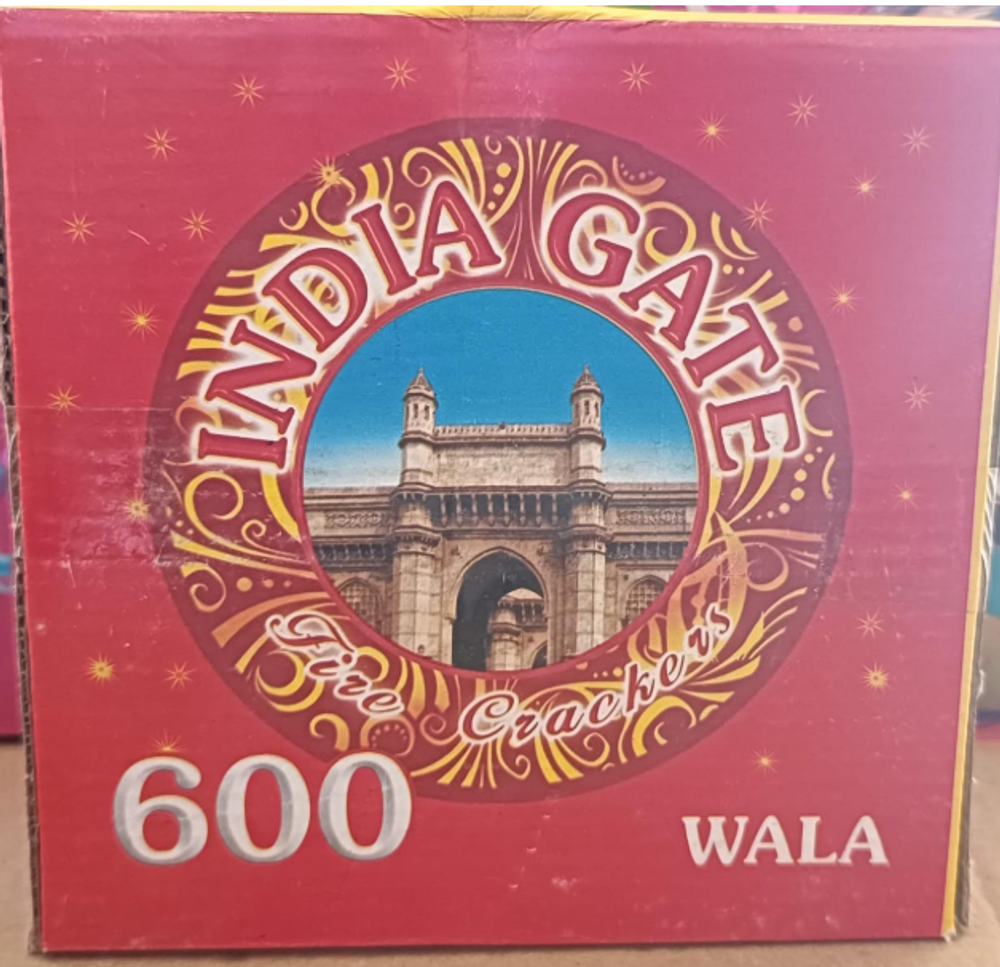 INDIA GATE
Fire Crackers
600
WALA